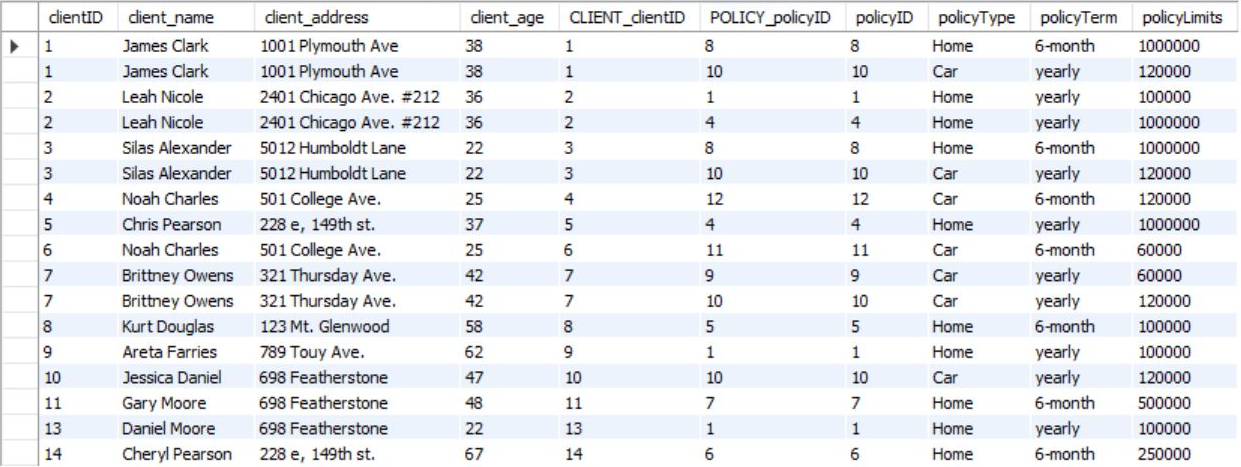 clientID client_name client_address client_age CLIENT_clientID POLICY_policyID policyID policyType policyTerm policyLimits
1 James Clark 1001 Plymouth Ave 38 1 8 8 Home 6-month 1000000
1 James Clark 1001 Plymouth Ave 38 1 10 10 Car yearly 120000
2 Leah Nicole 2401 Chicago Ave. #212 36 2 1 1 Home yearly 100000
2 Leah Nicole 2401 Chicago Ave. #212 36 2 4 4 Home yearly 1000000
3 Silas Alexander 5012 Humboldt Lane 22 3 8 8 Home 6-month 1000000
3 Silas Alexander 5012 Humboldt Lane 22 3 10 10 Car yearly 120000
4 Noah Charles 501 College Ave. 25 4 12 12 Car 6-month 120000
5 Chris Pearson 228 e, 149th st. 37 5 4 4 Home yearly 1000000
6 Noah Charles 501 College Ave. 25 6 11 11 Car 6-month 60000
7 Brittney Owens 321 Thursday Ave. 42 7 9 9 Car yearly 60000
7 Brittney Owens 321 Thursday Ave. 42 7 10 10 Car yearly 120000
8 Kurt Douglas 123 Mt. Glenwood 58 8 5 5 Home 6-month 100000
9 Areta Farries 789 Touy Ave. 62 9 1 1 Home yearly 100000
10 Jessica Daniel 698 Featherstone 47 10 10 10 Car yearly 120000
11 Gary Moore 698 Featherstone 48 11 7 7 Home 6-month 500000
13 Daniel Moore 698 Featherstone 22 13 1 1 Home yearly 100000
14 Cheryl Pearson 228 e, 149th st. 67 14 6 6 Home 6-month 250000